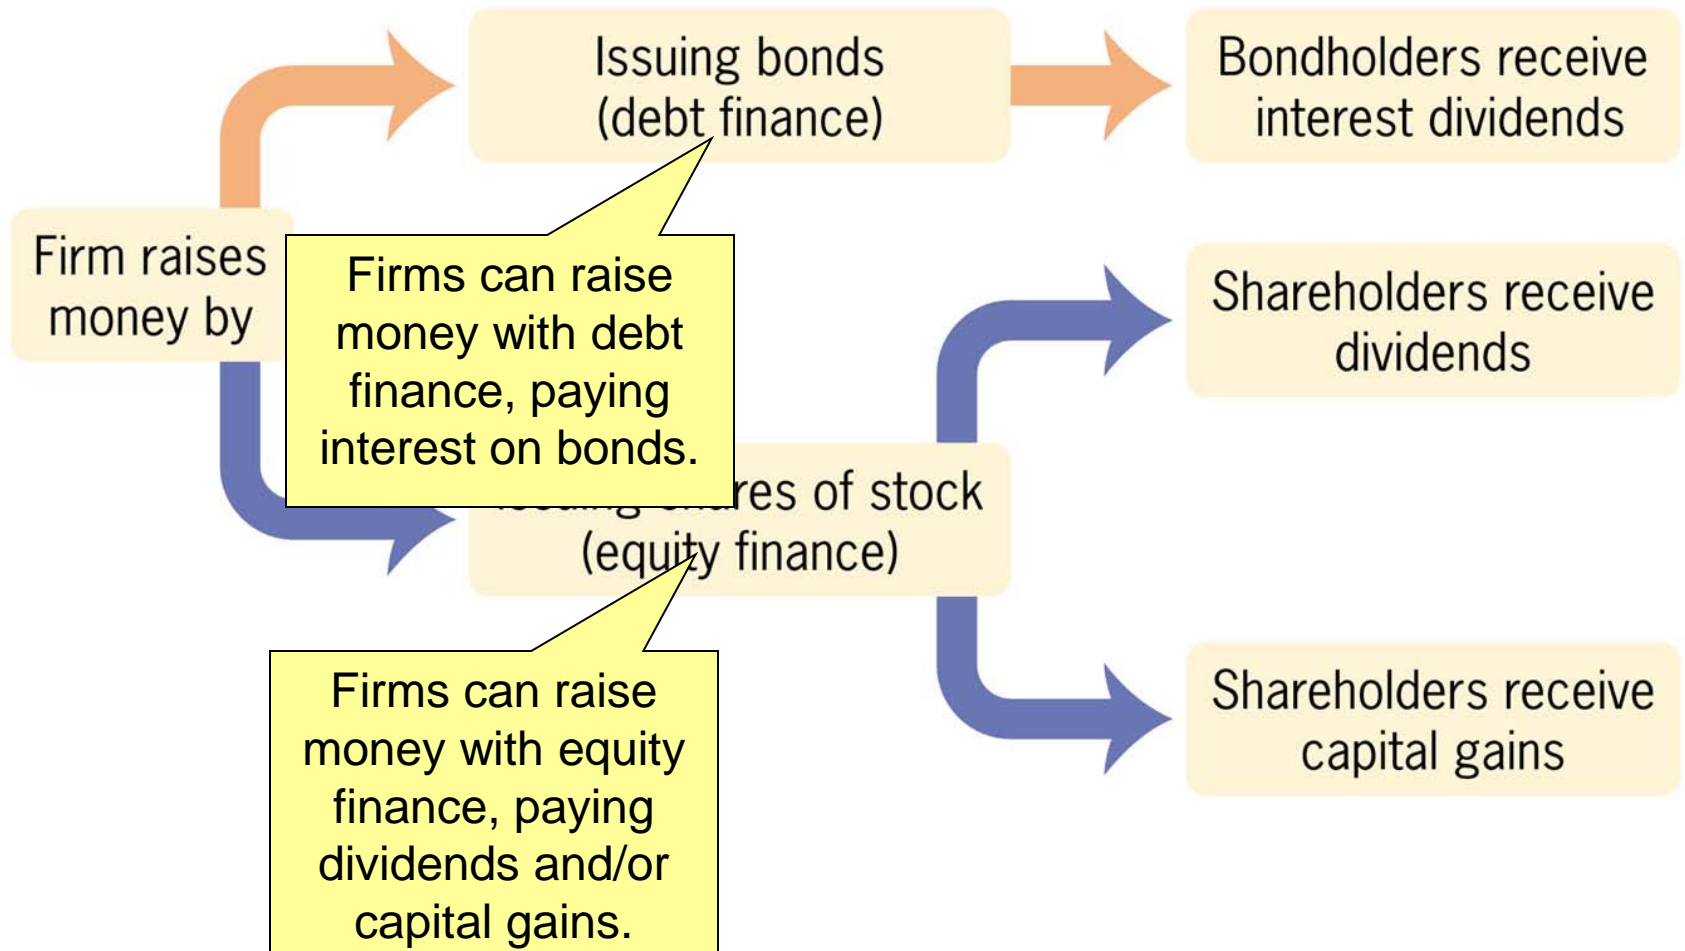 Issuing bonds
(debt finance)
Bondholders receive
interest dividends
Firm raises
money by
Firms can raise
money with debt
finance, paying
interest on bonds.
Shareholders receive
dividends
of stock
(equity finance)
Firms can raise
money with equity
finance, paying
dividends and/or
capital gains.
Shareholders receive
capital gains